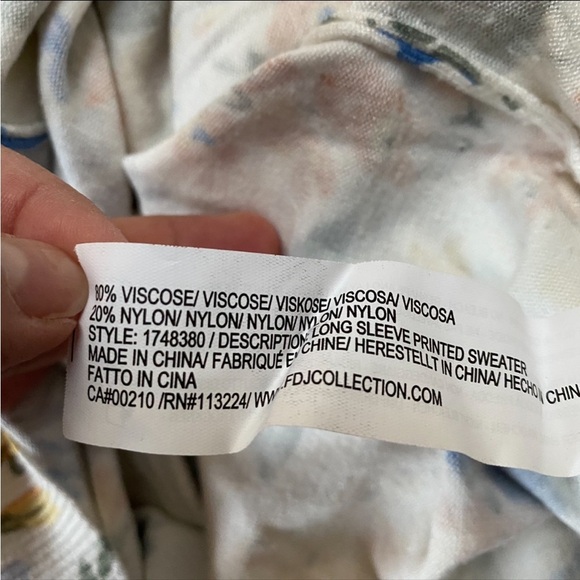 80% VISCOSE/ VISCOSE/ VISKOSE/ VISCOSA/ VISCOSA
20% NYLON/ NYLON/ NYLON/ NYLON/ NYLON
STYLE: 1748380 / DESCRIPTION: LONG SLEEVE PRINTED SWEATER
MADE IN CHINA/ FABRIQUÉ EN CHINE/ HERESTELLT IN CHINA/ HECHO EN CHINA
FATTO IN CINA
CA#00210 /RN#113224/ WWW.FDJCOLLECTION.COM